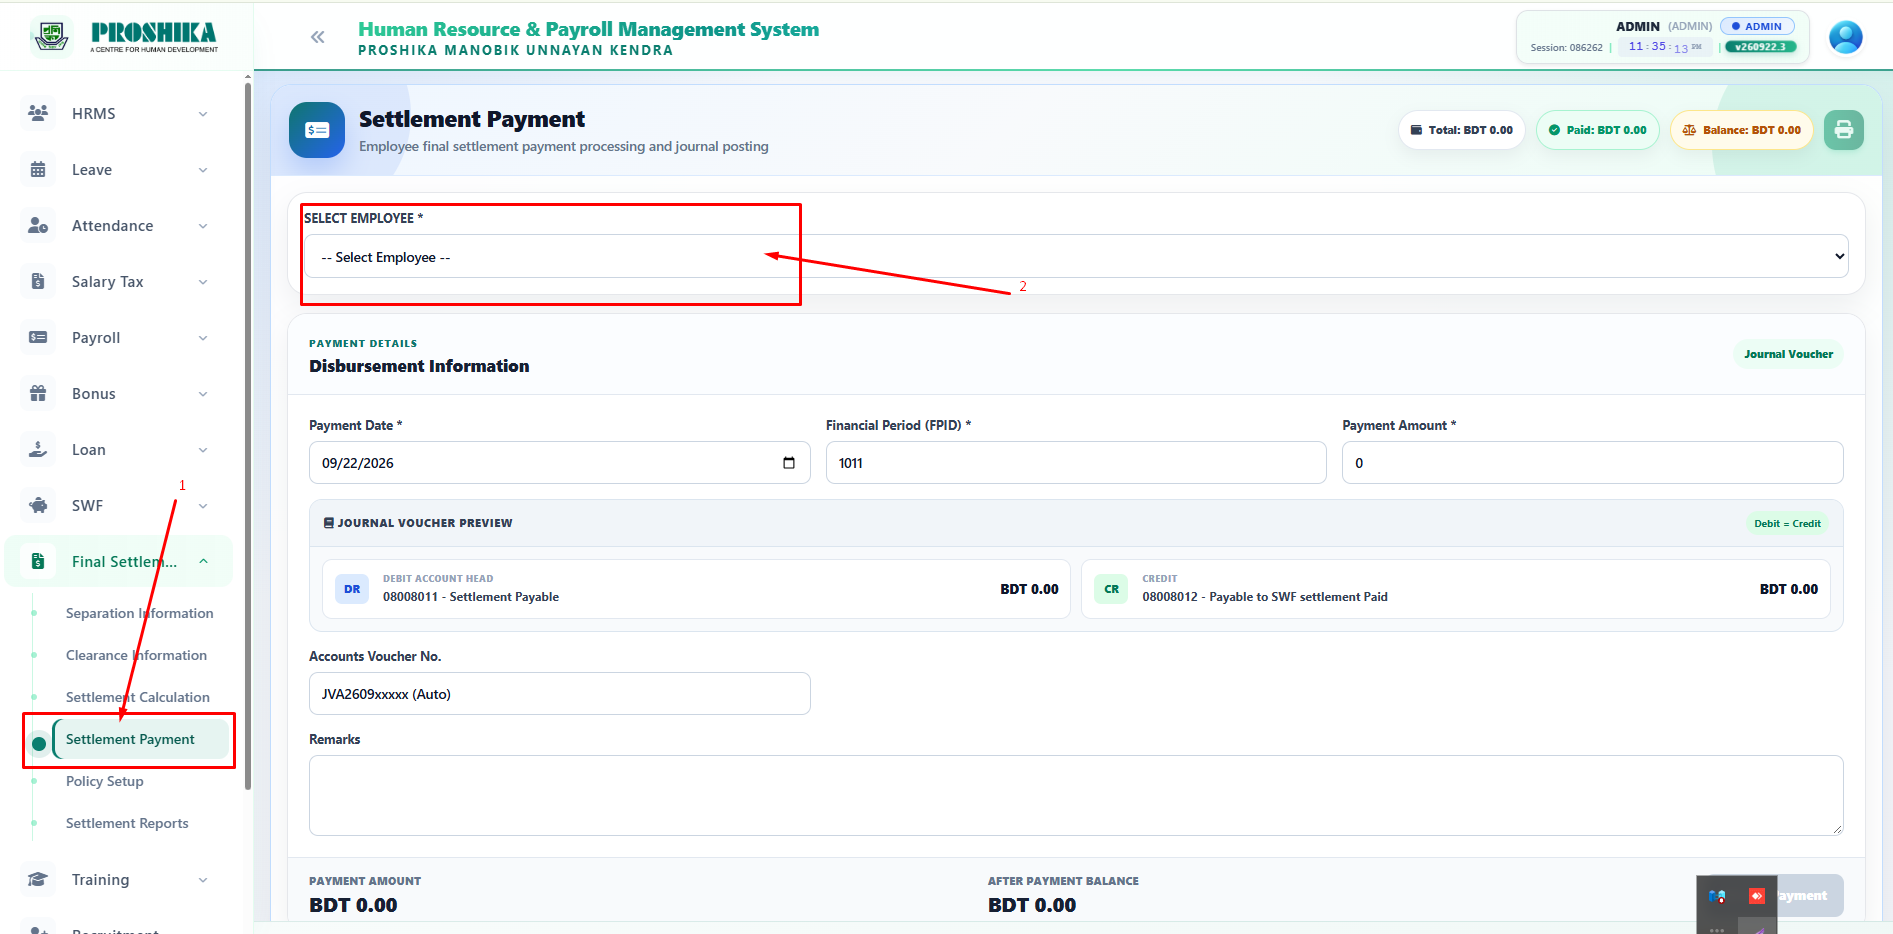 PROSHIKA
A CENTRE FOR HUMAN DEVELOPMENT
Human Resource & Payroll Management System
PROSHIKA MANOBIK UNNAYAN KENDRA
ADMIN (ADMIN) ADMIN
Session: 086262 | 11:35:13 PM | v260922.3
HRMS
Leave
Attendance
Salary Tax
Payroll
Bonus
Loan
1
SWF
Final Settlem...
Separation Information
Clearance Information
Settlement Calculation
Settlement Payment
Policy Setup
Settlement Reports
Training
Recruitment
Settlement Payment
Employee final settlement payment processing and journal posting
Total: BDT 0.00
Paid: BDT 0.00
Balance: BDT 0.00
SELECT EMPLOYEE *
-- Select Employee --
2
PAYMENT DETAILS
Disbursement Information
Journal Voucher
Payment Date *
09/22/2026
Financial Period (FPID) *
1011
Payment Amount *
0
JOURNAL VOUCHER PREVIEW
Debit = Credit
DR
DEBIT ACCOUNT HEAD
08008011 - Settlement Payable
BDT 0.00
CR
CREDIT
08008012 - Payable to SWF settlement Paid
BDT 0.00
Accounts Voucher No.
JVA2609xxxxx (Auto)
Remarks
PAYMENT AMOUNT
BDT 0.00
AFTER PAYMENT BALANCE
BDT 0.00
ayment